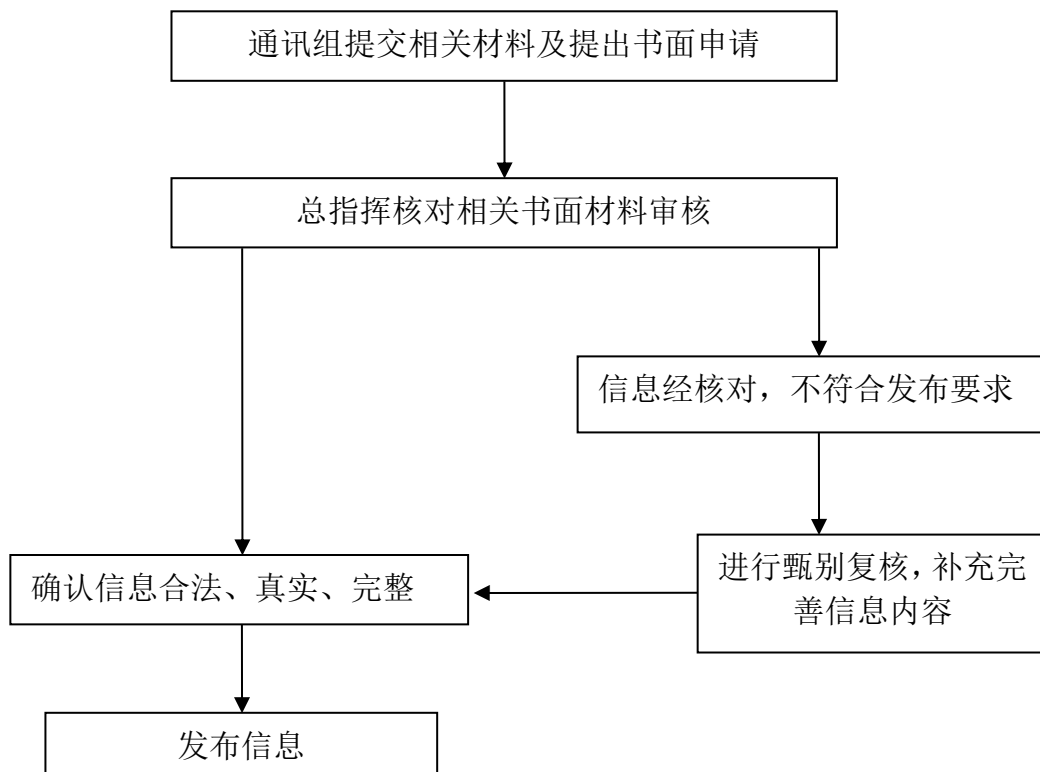 通讯组提交相关材料及提出书面申请
总指挥核对相关书面材料审核
信息经核对，不符合发布要求
进行甄别复核，补充完
善信息内容
确认信息合法、真实、完整
发布信息